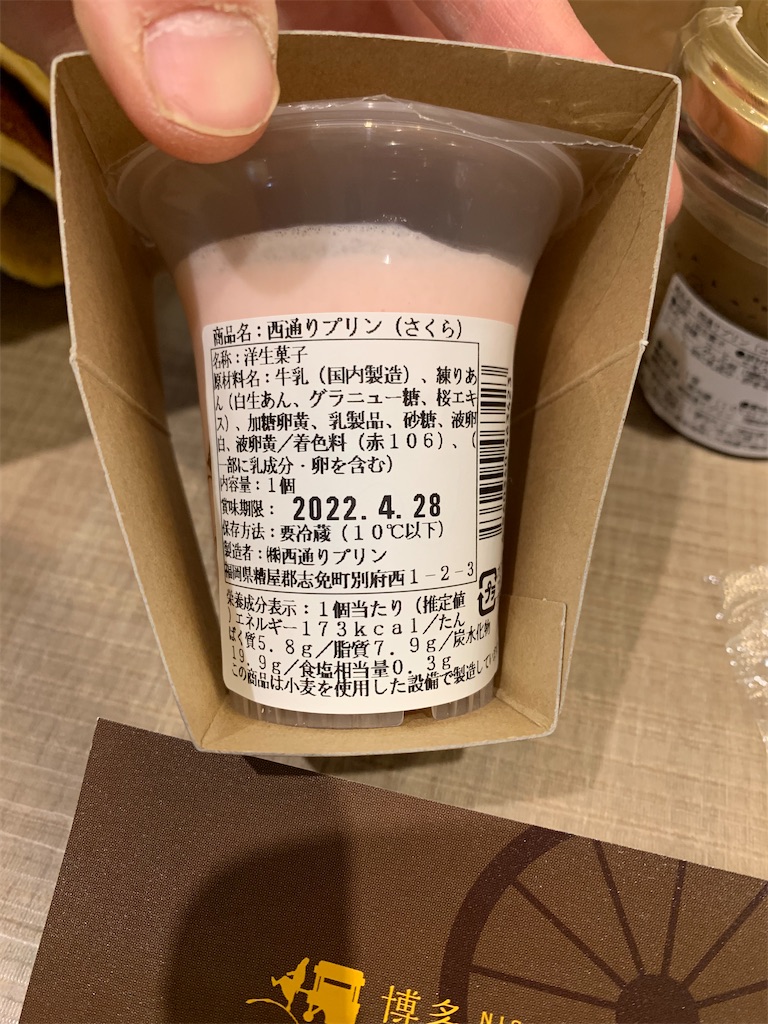 商品名：西通りプリン（さくら）
名称：洋生菓子
原材料名：牛乳（国内製造）、練りあ
ん（白生あん、グラニュー糖、桜エキ
ス）、加糖卵黄、乳製品、砂糖、液卵
白、液卵黄／着色料（赤１０６）、（
一部に乳成分・卵を含む）
内容量：１個
賞味期限： 2022.4.28
保存方法：要冷蔵（１０℃以下）
製造者：㈱西通りプリン
福岡県糟屋郡志免町別府西１－２－３
プラ
栄養成分表示：１個当たり（推定値
）エネルギー１７３ｋｃａｌ／たん
ぱく質５．８ｇ／脂質７．９ｇ／炭水化物
１９．９ｇ／食塩相当量０．３ｇ
この商品は小麦を使用した設備で製造してい
博多